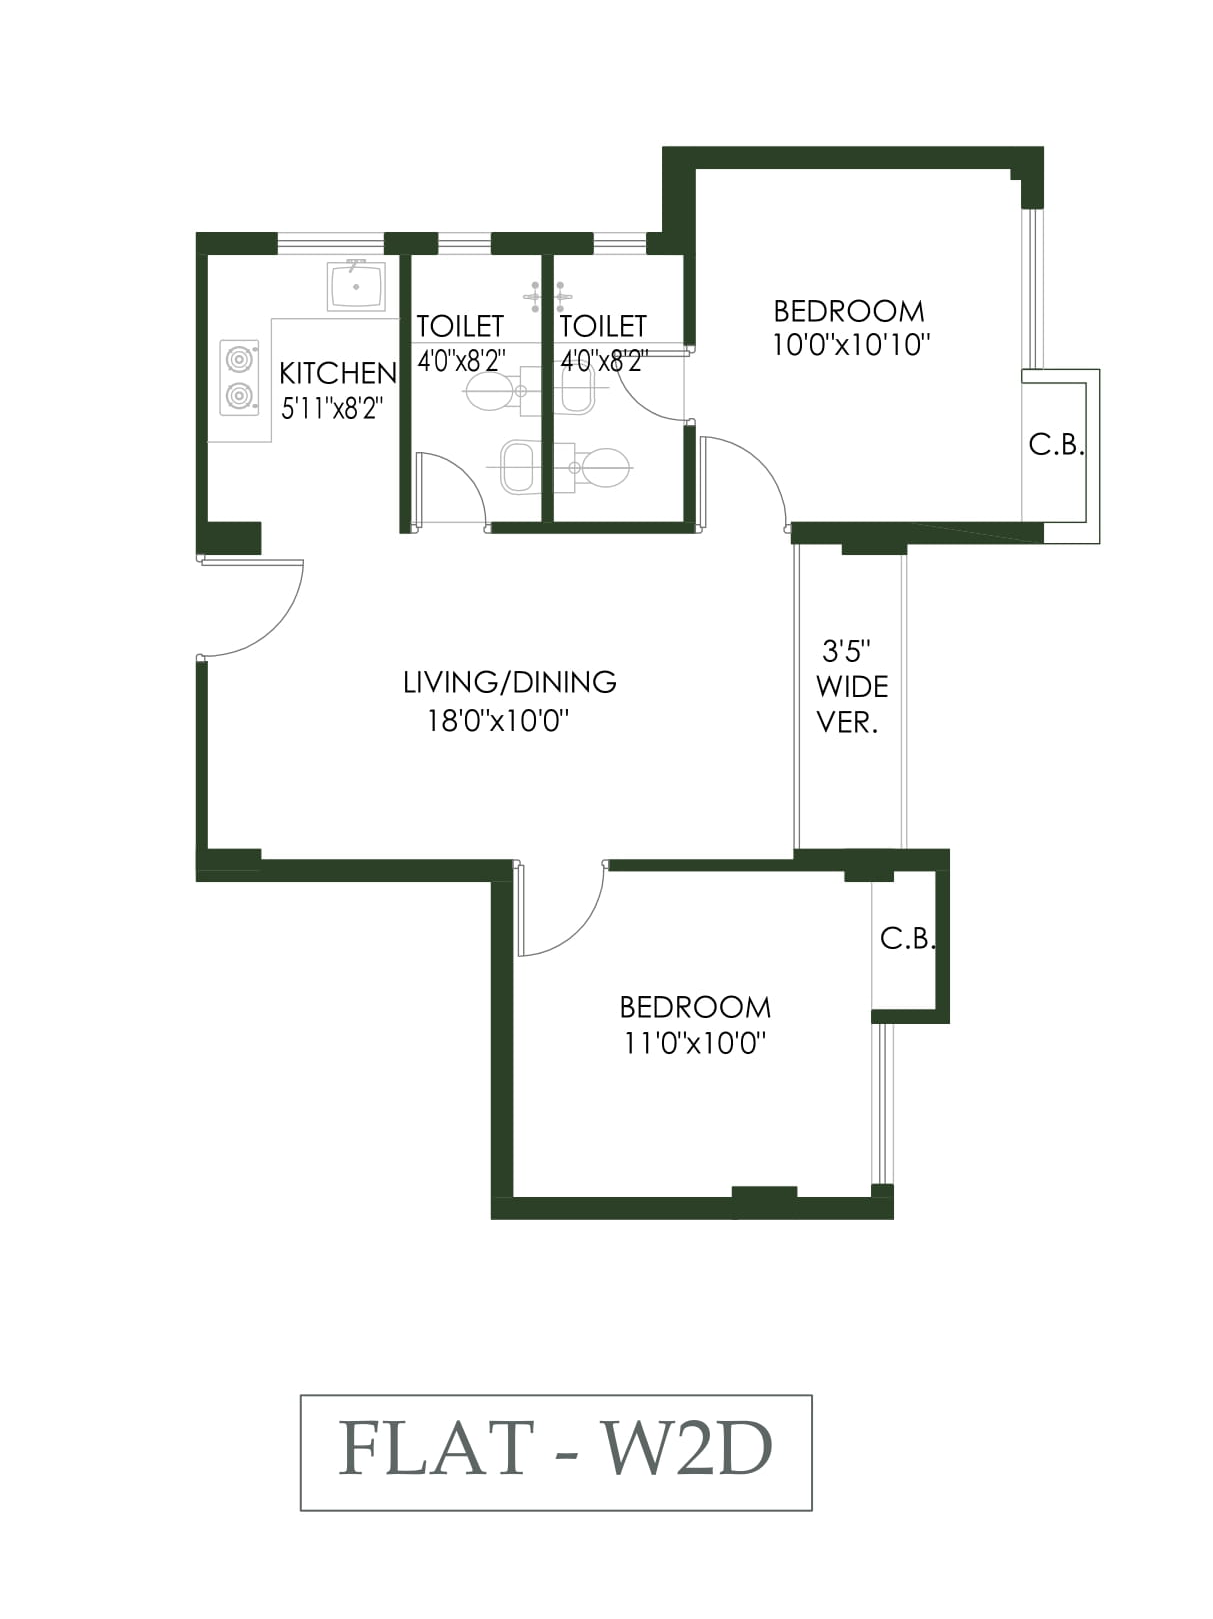 BEDROOM
10'0"x10'10"
TOILET
4'0"x8'2"
TOILET
4'0"x8'2"
KITCHEN
5'11"x8'2"
C.B.
LIVING/DINING
18'0"x10'0"
3'5"
WIDE
VER.
C.B.
BEDROOM
11'0"x10'0"
FLAT - W2D